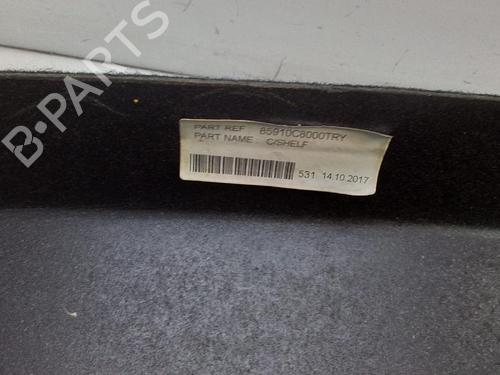 B-PARTS
PART REF 85910C8000TRY
PART NAME C/SHELF
531 14.10.2017